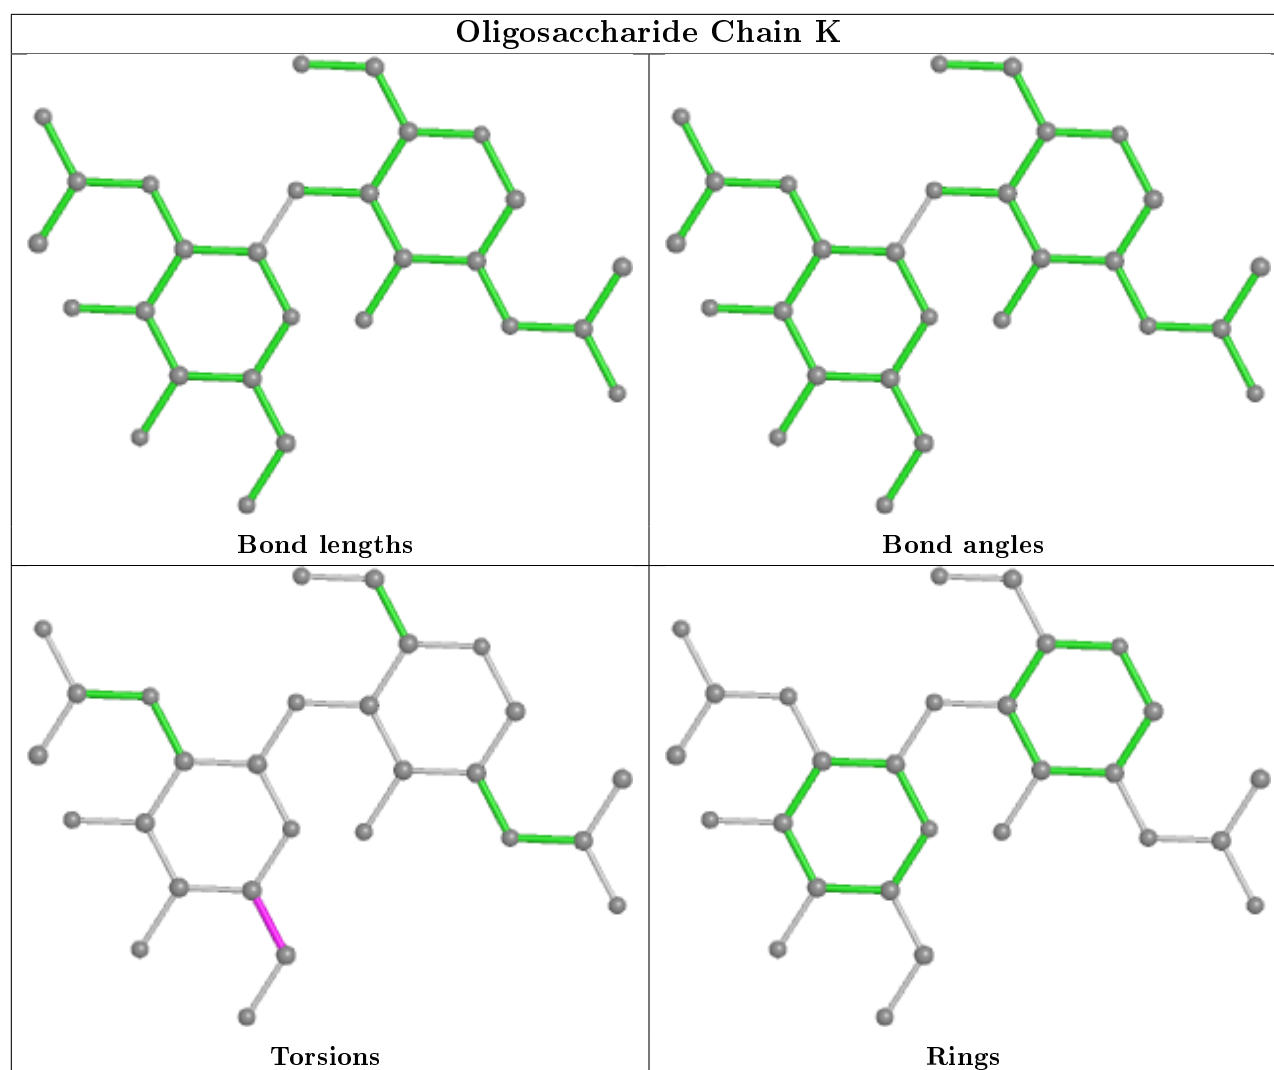 Oligosaccharide Chain K
Bond lengths
Bond angles
Torsions
Rings